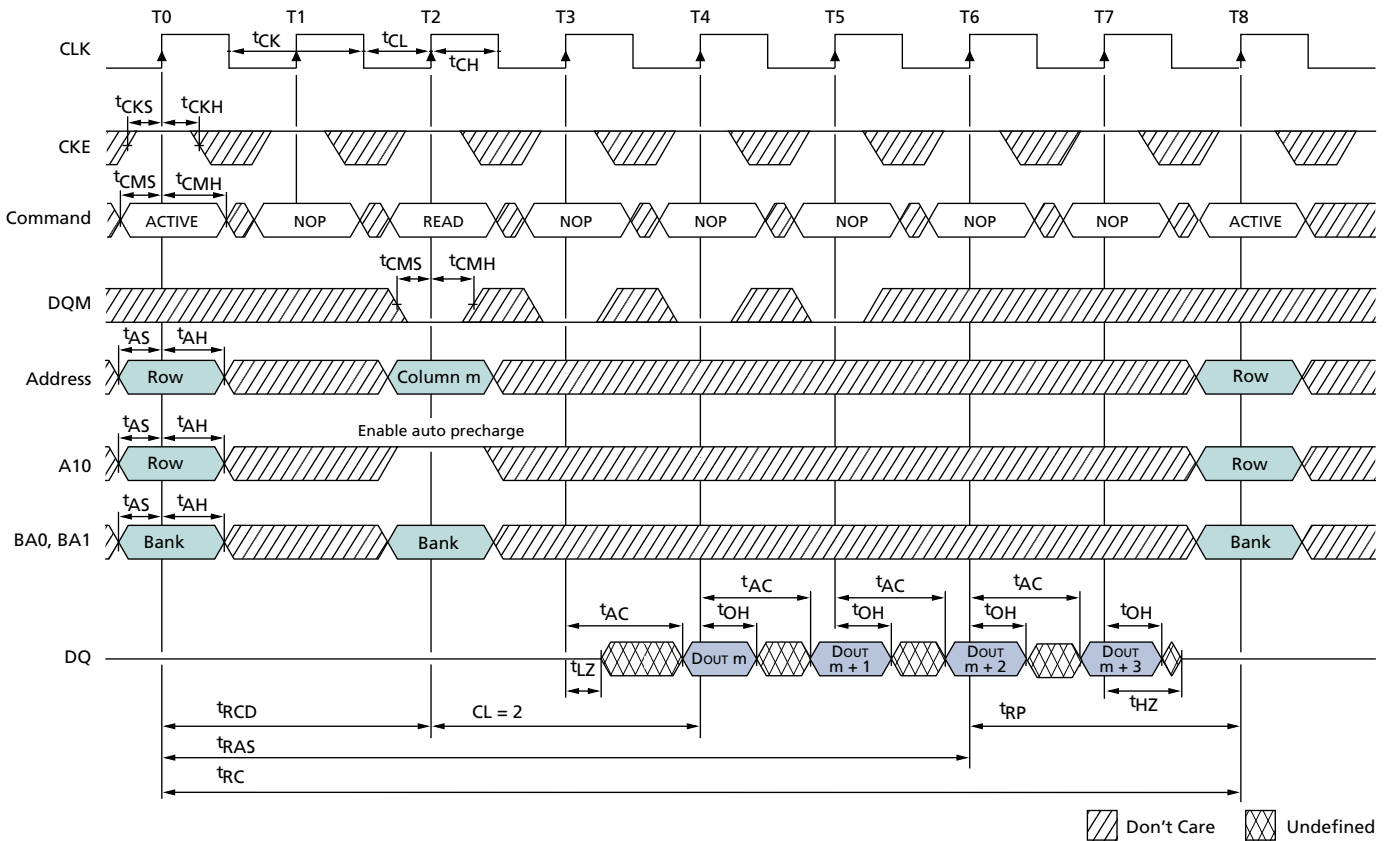 T0 T1 T2 T3 T4 T5 T6 T7 T8
CLK tCK tCL tCH
tCKS tCKH
CKE
tCMS tCMH
Command ACTIVE NOP READ NOP NOP NOP NOP NOP ACTIVE
tCMS tCMH
DQM
tAS tAH
Address Row Column m Row
tAS tAH Enable auto precharge
A10 Row Row
tAS tAH
BA0, BA1 Bank Bank Bank
tAC tAC tAC
tAC tOH tOH tOH tOH
DQ DOUT m DOUT m + 1 DOUT m + 2 DOUT m + 3
tLZ tHZ
tRCD CL = 2 tRP
tRAS
tRC
Don't Care Undefined